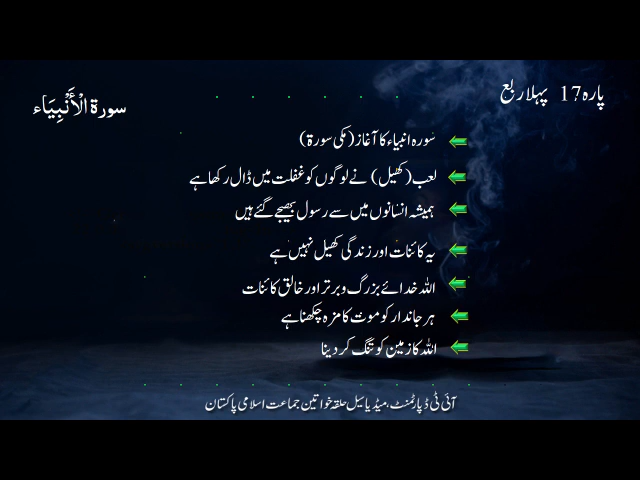 پارہ 17 پہلا ربع
سورة الْأَنْبِيَاء
سورہ انبیاء کا آغاز (مکی سورۃ)
لعب (کھیل) نے لوگوں کو غفلت میں ڈال رکھا ہے
ہمیشہ انسانوں میں سے رسول بھیجے گئے ہیں
یہ کائنات اور زندگی کھیل نہیں ہے
اللہ خدائے بزرگ و برتر اور خالق کائنات
ہر جاندار کو موت کا مزہ چکھنا ہے
اللہ کا زمین کو تنگ کر دینا
آئی ٹی ڈپارٹمنٹ، میڈیا سیل حلقہ خواتین جماعت اسلامی پاکستان